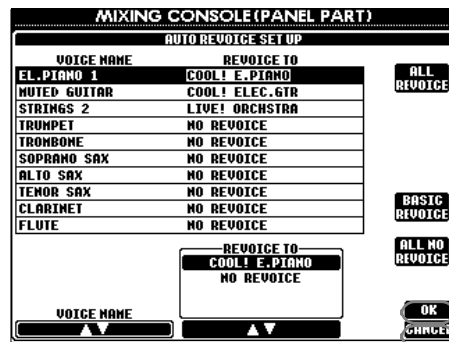 MIXING CONSOLE(PANEL PART)
AUTO REVOICE SET UP
VOICE NAME REVOICE TO
EL.PIANO 1 COOL! E.PIANO
MUTED GUITAR COOL! ELEC.GTR
STRINGS 2 LIVE! ORCHSTRA
TRUMPET NO REVOICE
TROMBONE NO REVOICE
SOPRANO SAX NO REVOICE
ALTO SAX NO REVOICE
TENOR SAX NO REVOICE
CLARINET NO REVOICE
FLUTE NO REVOICE
ALL
REVOICE
BASIC
REVOICE
ALL NO
REVOICE
REVOICE TO
COOL! E.PIANO
NO REVOICE
VOICE NAME
OK
CANCEL